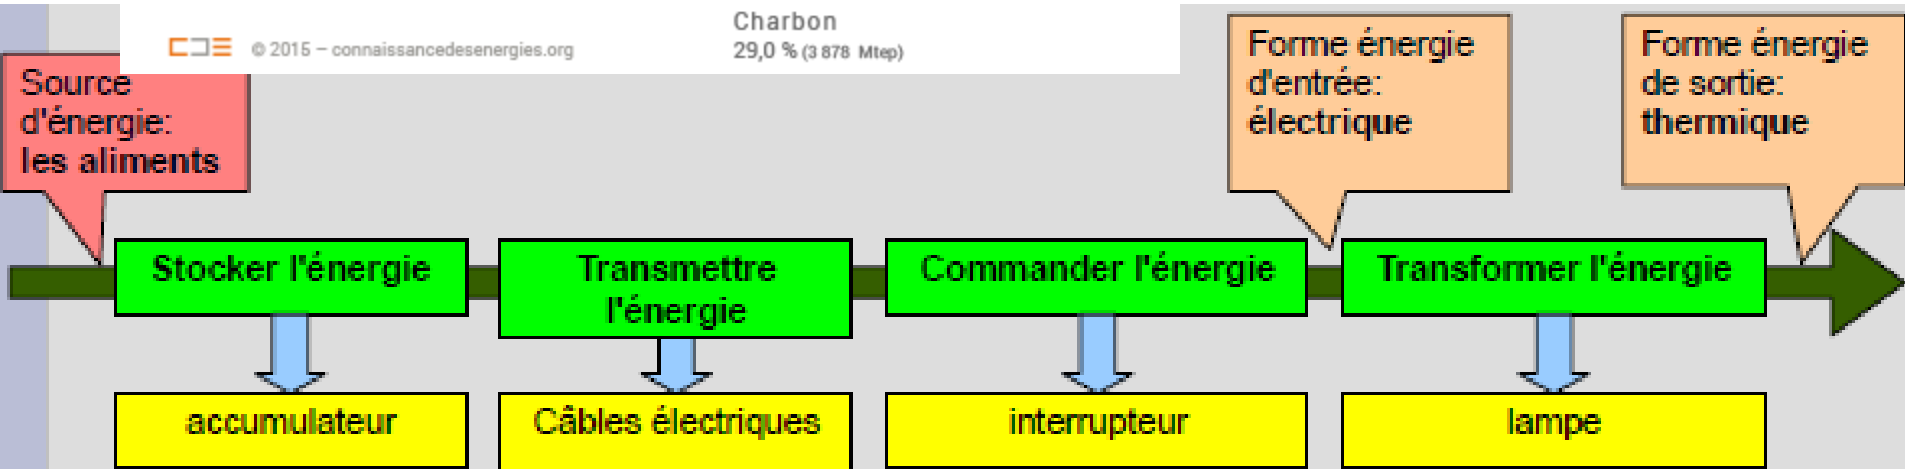 Charbon
CDE © 2015 – connaissancedesenergies.org
29,0 % (3 878 Mtep)
Source
d'énergie:
les aliments
Forme énergie
d'entrée:
électrique
Forme énergie
de sortie:
thermique
Stocker l'énergie
Transmettre
l'énergie
Commander l'énergie
Transformer l'énergie
accumulateur
Câbles électriques
interrupteur
lampe